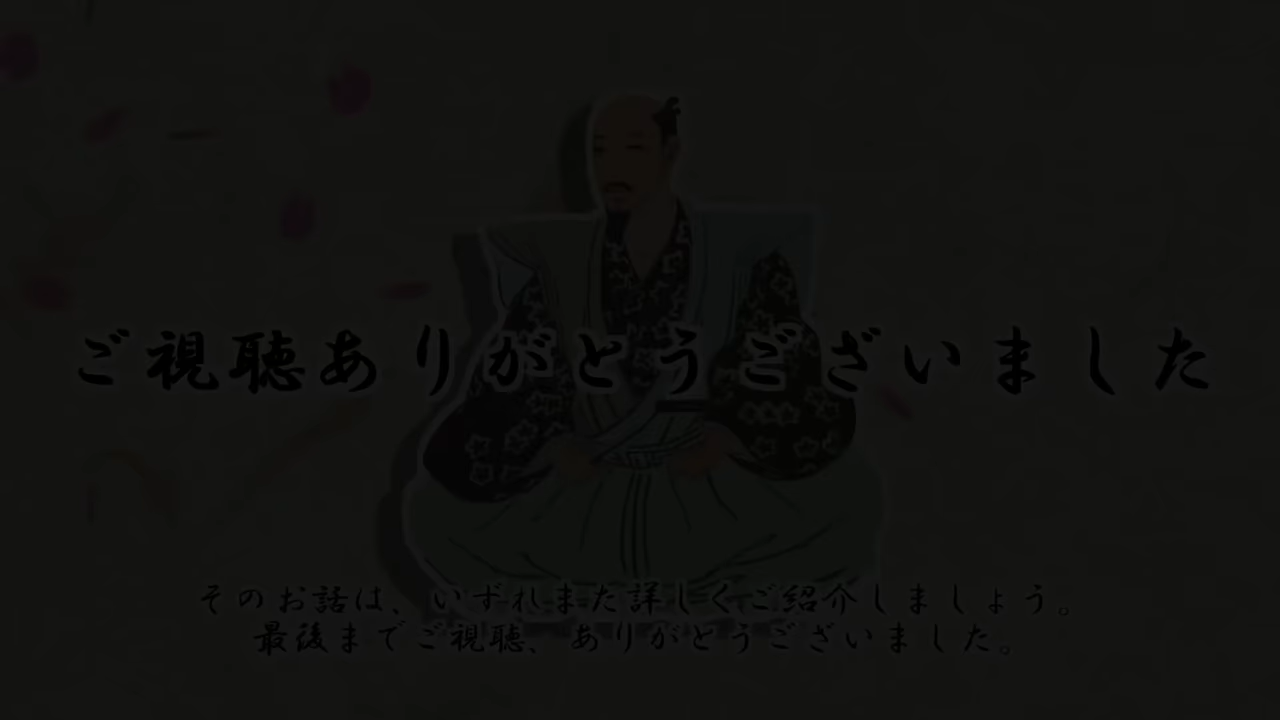 ご視聴ありがとうございました
そのお話は、いずれまた詳しくご紹介しましょう。
最後までご視聴、ありがとうございました。